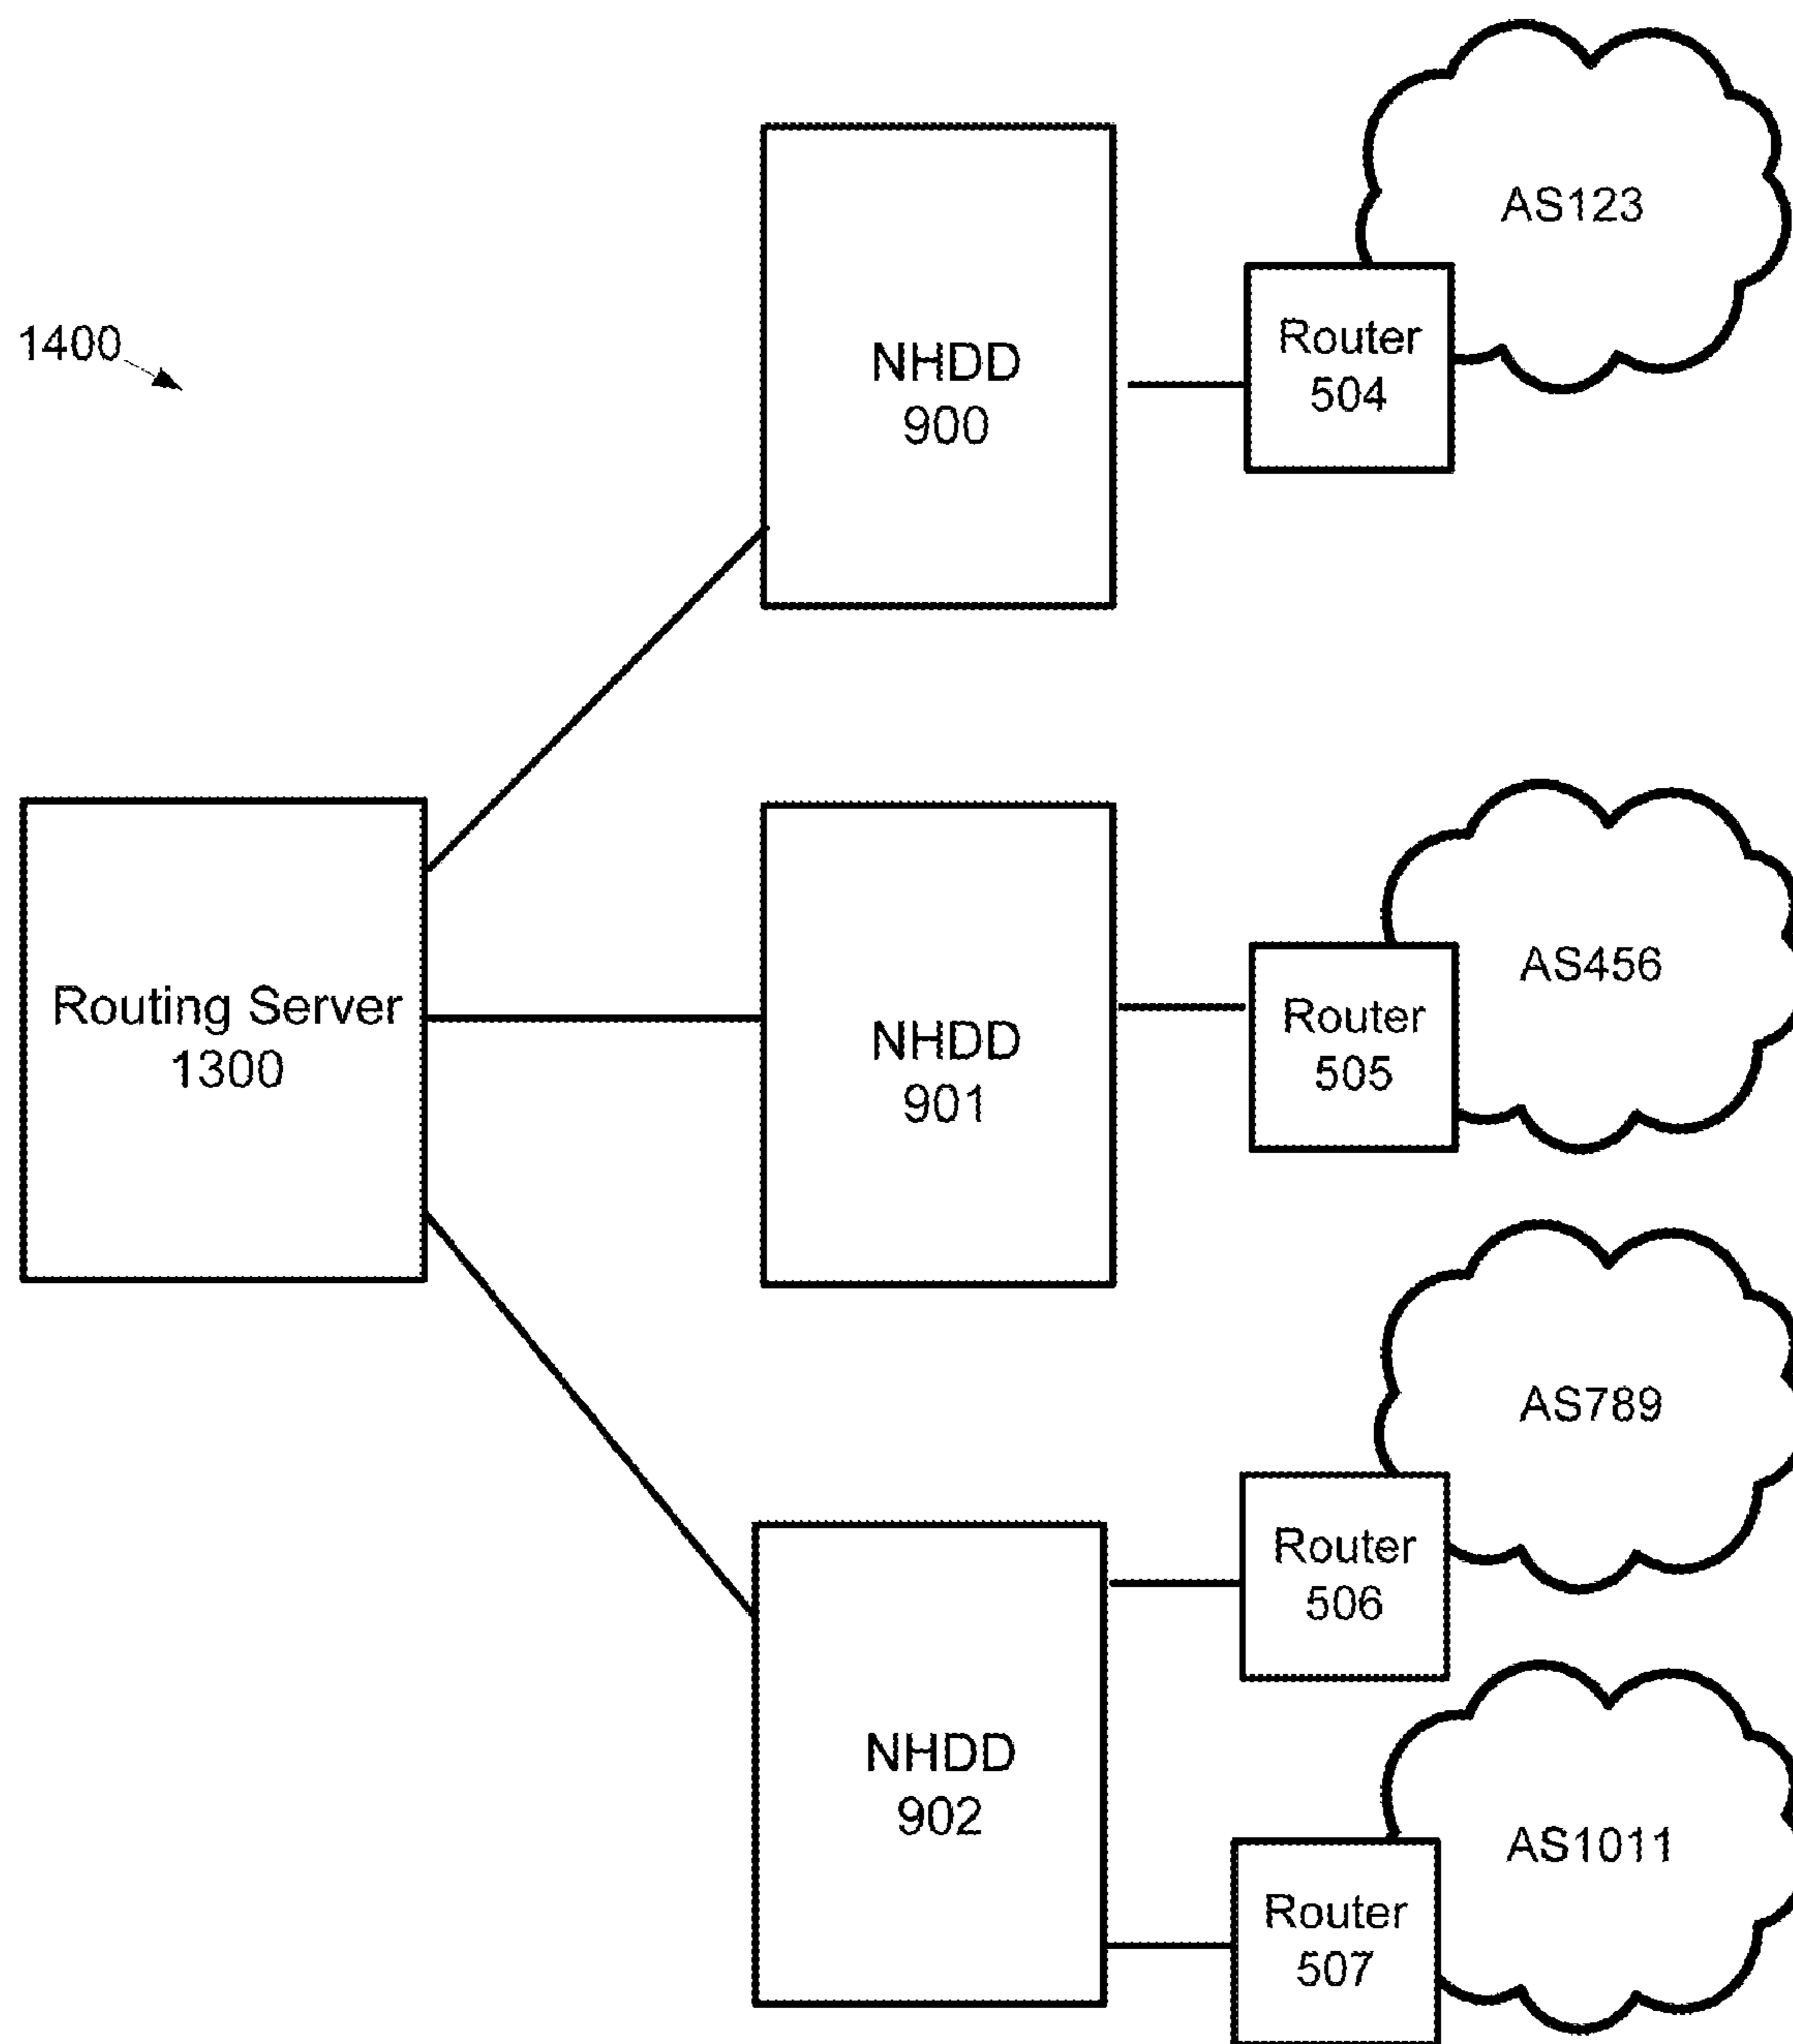 AS123
Router
504
NHDD
900
1400
AS456
Router
505
Routing Server
1300
NHDD
901
AS789
Router
506
NHDD
902
AS1011
Router
507